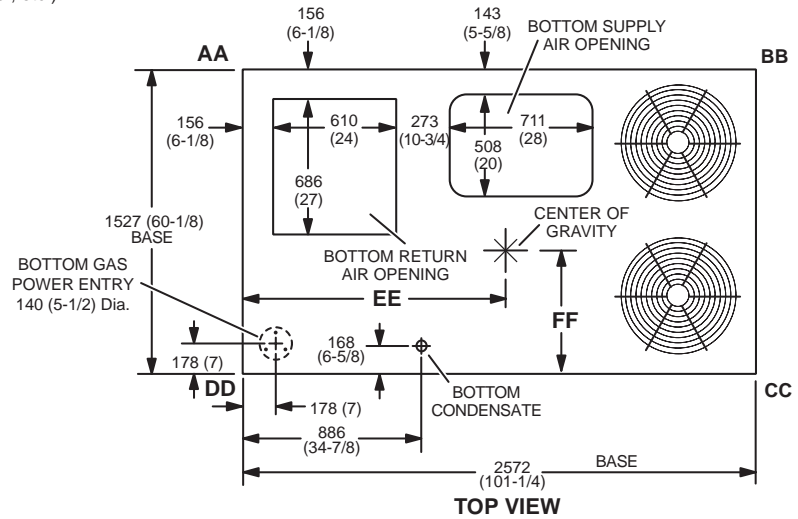 156
(6-1/8)
143
(5-5/8)
BOTTOM SUPPLY
AIR OPENING
AA
BB
156
(6-1/8)
610
(24)
273
(10-3/4)
711
(28)
508
(20)
686
(27)
1527 (60-1/8)
BASE
CENTER OF
GRAVITY
BOTTOM RETURN
AIR OPENING
BOTTOM GAS
POWER ENTRY
140 (5-1/2) Dia.
EE
FF
168
(6-5/8)
178 (7)
DD
CC
BOTTOM
CONDENSATE
178 (7)
886
(34-7/8)
2572
(101-1/4)
BASE
TOP VIEW